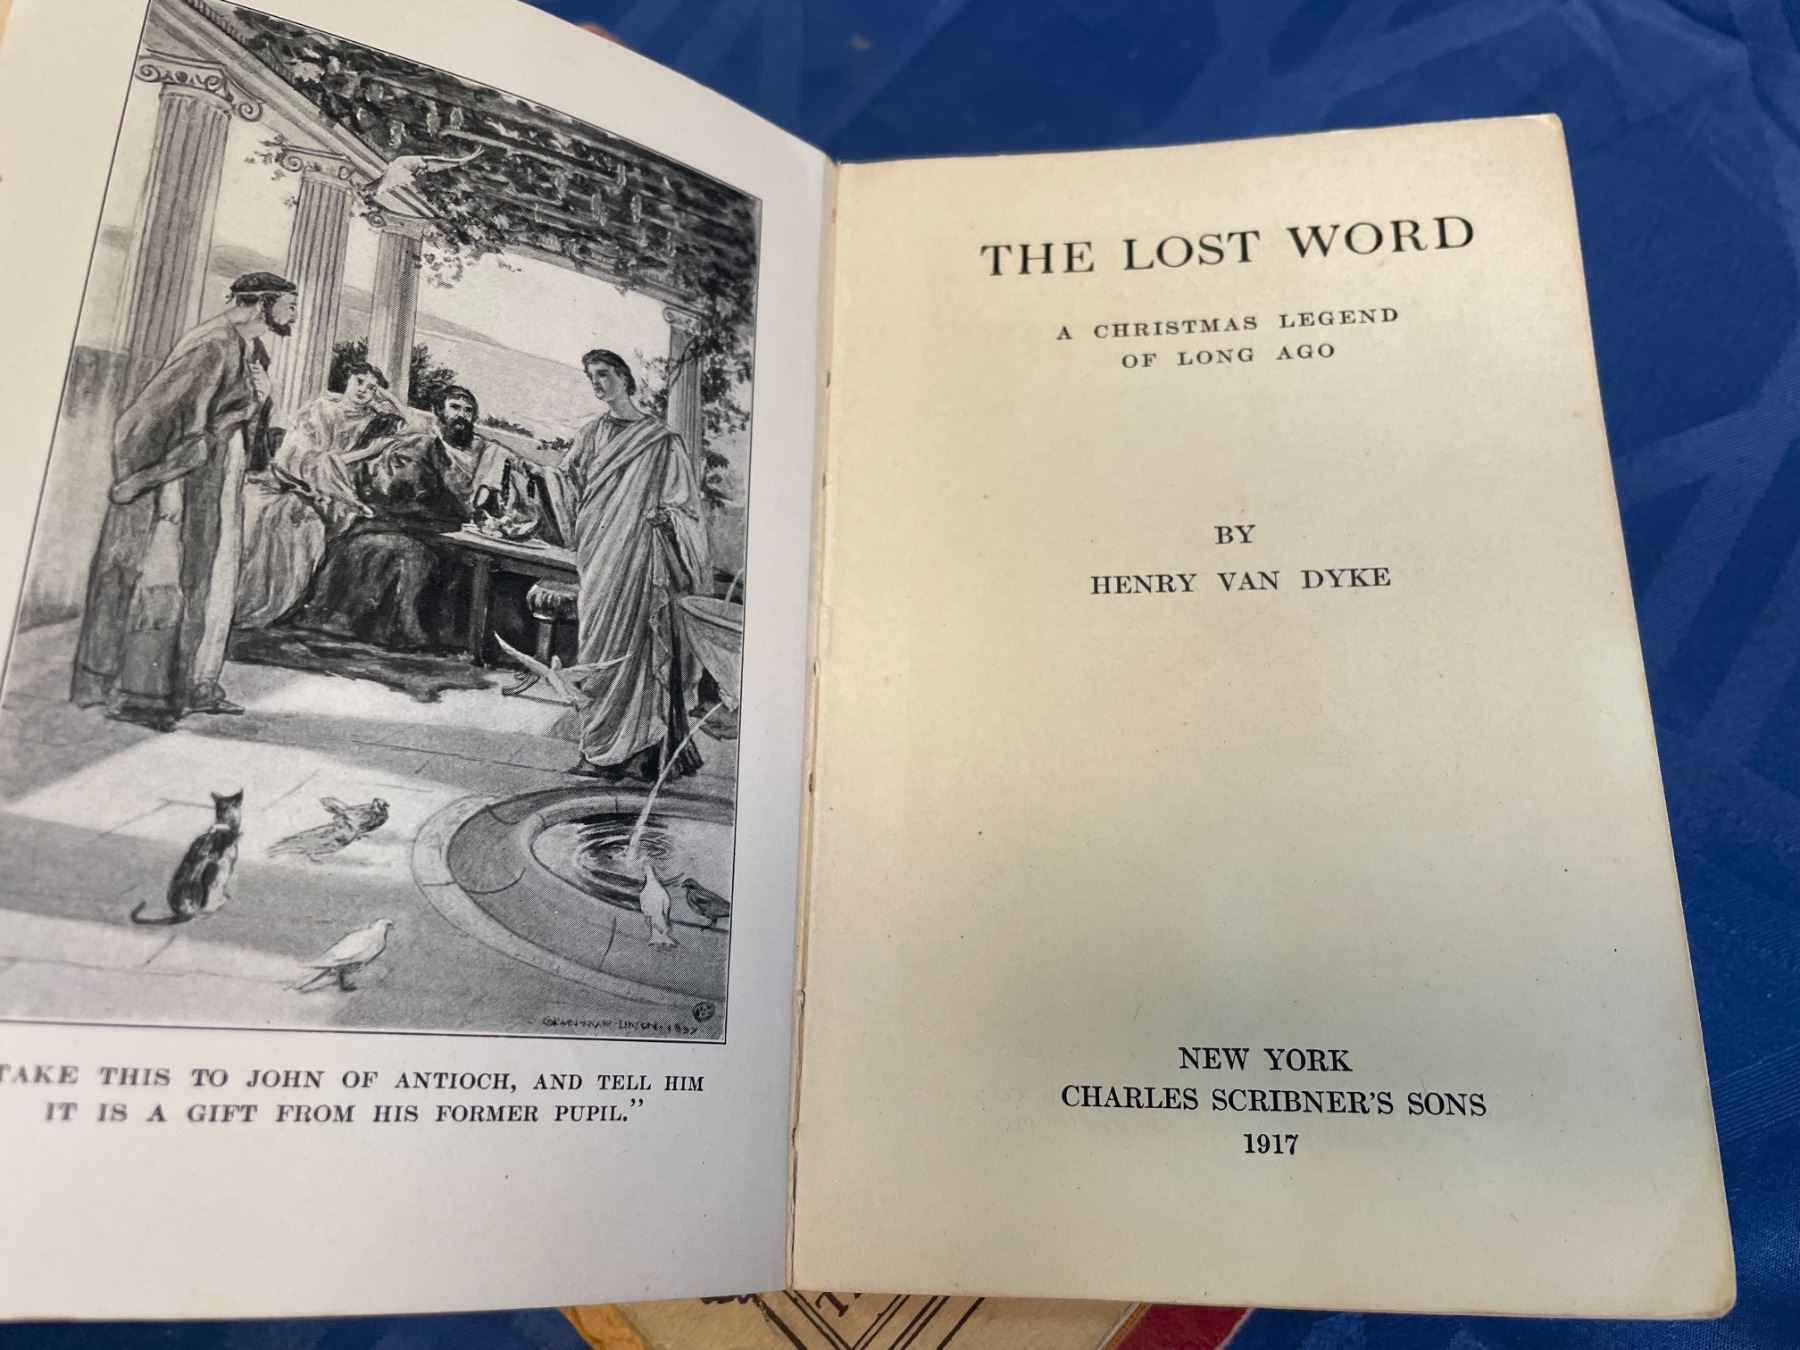 TAKE THIS TO JOHN OF ANTIOCH, AND TELL HIM
IT IS A GIFT FROM HIS FORMER PUPIL."
THE LOST WORD
A CHRISTMAS LEGEND
OF LONG AGO
BY
HENRY VAN DYKE
NEW YORK
CHARLES SCRIBNER'S SONS
1917